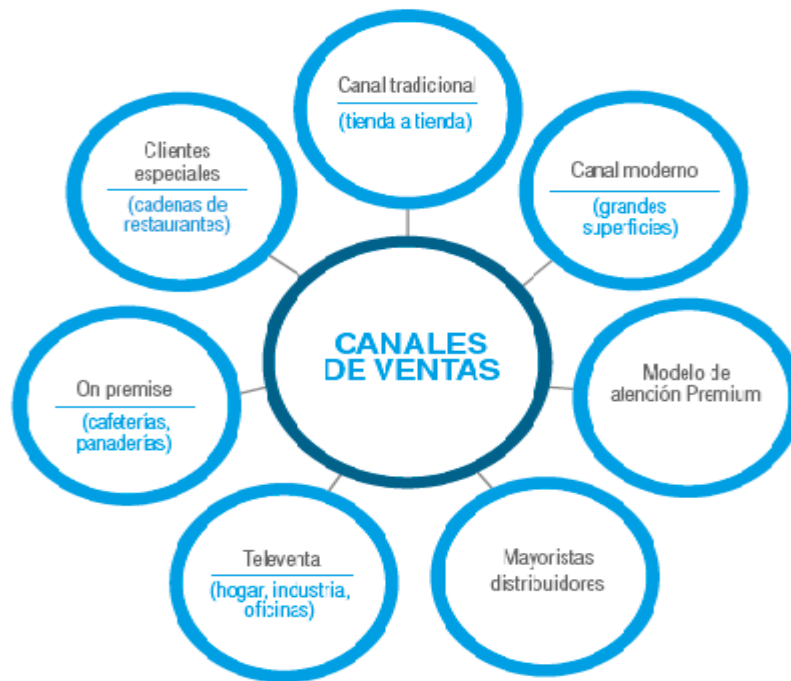 Canal tradicional
(tienda a tienda)
Canal moderno
(grandes
superficies)
Modelo de
atención Premium
Mayoristas
distribuidores
Televenta
(hogar, industria,
oficinas)
On premise
(cafeterías,
panaderías)
Clientes
especiales
(cadenas de
restaurantes)
CANALES
DE VENTAS